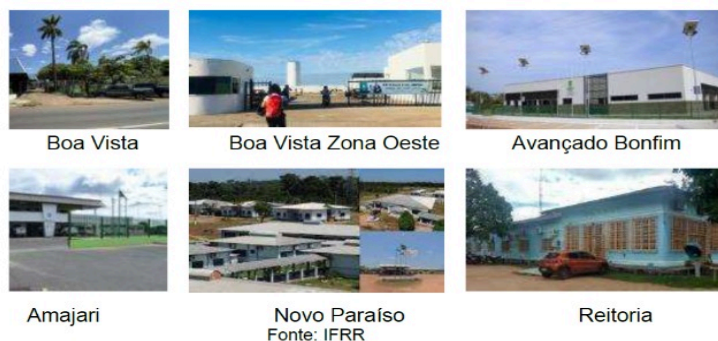 Boa Vista
Boa Vista Zona Oeste
Avançado Bonfim
Amajari
Novo Paraíso
Reitoria
Fonte: IFRR